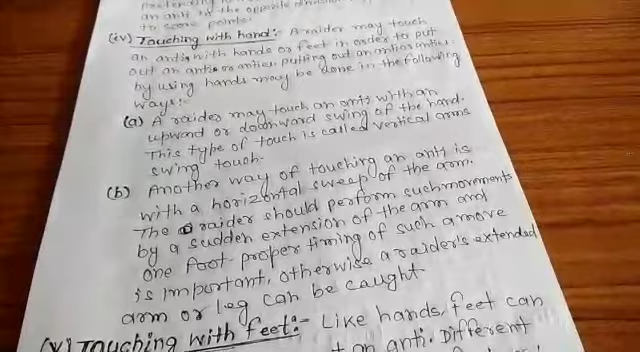 an anti of the opposite
to some points.
(iv) Touching with hand:- A raider may touch
an antis with hands or feet in order to put
out an antis or anties. putting out an antis or anties.
by using hands may be done in the following
ways:-
(a) A raider may touch an anti with an
upward or downward swing of the hand.
This type of touch is called vertical arms
swing touch.
(b) Another way of touching an anti is
with a horizontal sweep of the arm.
The raider should perform such movements
by a sudden extension of the arm and
one foot. proper timing of such a move
is important, otherwise a raider's extended
arm or leg can be caught.
(v) Touching with feet:- Like hands, feet can
an anti. Different